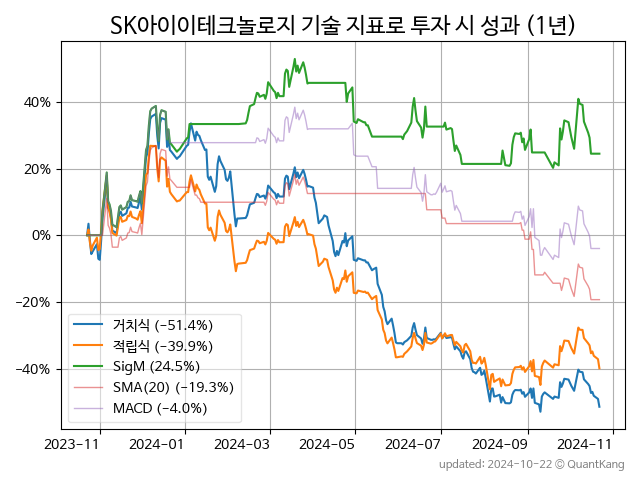 SK아이이테크놀로지 기술 지표로 투자 시 성과 (1년)
40%
20%
0%
−20%
−40%
거치식 (−51.4%)
적립식 (−39.9%)
SigM (24.5%)
SMA(20) (−19.3%)
MACD (−4.0%)
2023-11 2024-01 2024-03 2024-05 2024-07 2024-09 2024-11
updated: 2024-10-22 © QuantKang